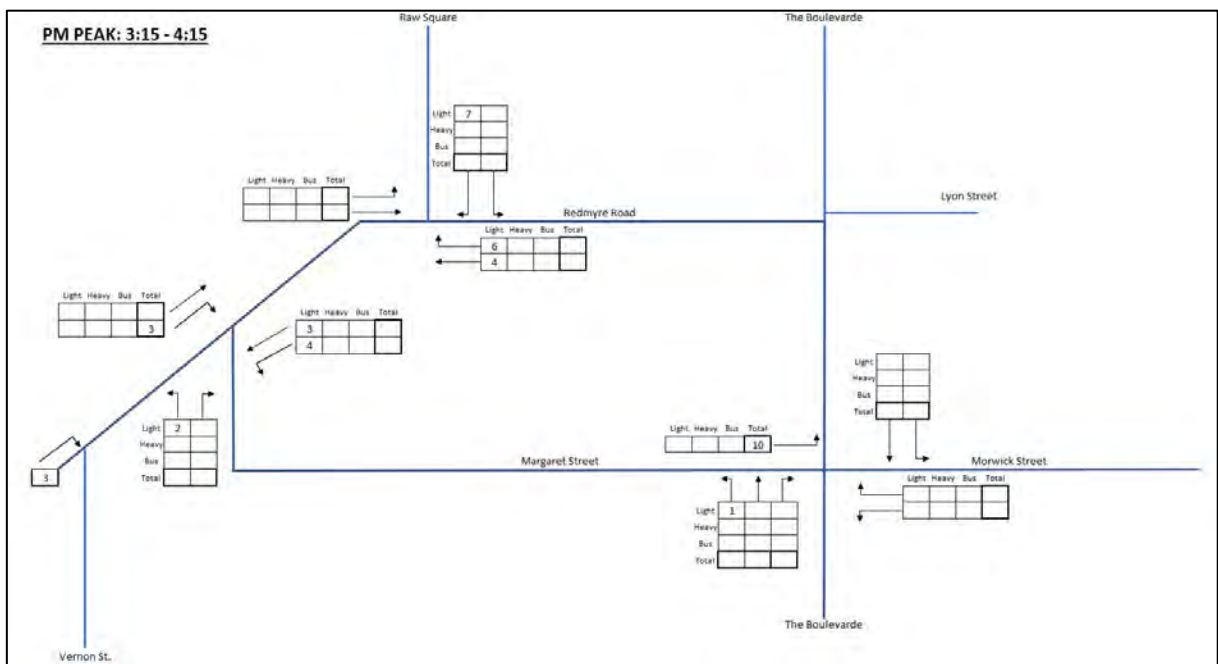 Raw Square
The Boulevarde
PM PEAK: 3:15 - 4:15
Light 7
Heavy
Bus
Total
Light Heavy Bus Total
Lyon Street
Redmyre Road
Light Heavy Bus Total
6
4
Light Heavy Bus Total
3
Light Heavy Bus Total
3
4
Light
Heavy
Bus
Total
Light 2
Heavy
Bus
Total
Light Heavy Bus Total
10
Margaret Street
Morwick Street
3
Light Heavy Bus Total
Light 1
Heavy
Bus
Total
The Boulevarde
Vernon St.